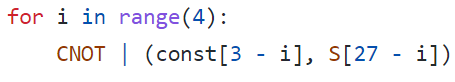 for i in range(4):
    CNOT | (const[3 - i], S[27 - i])